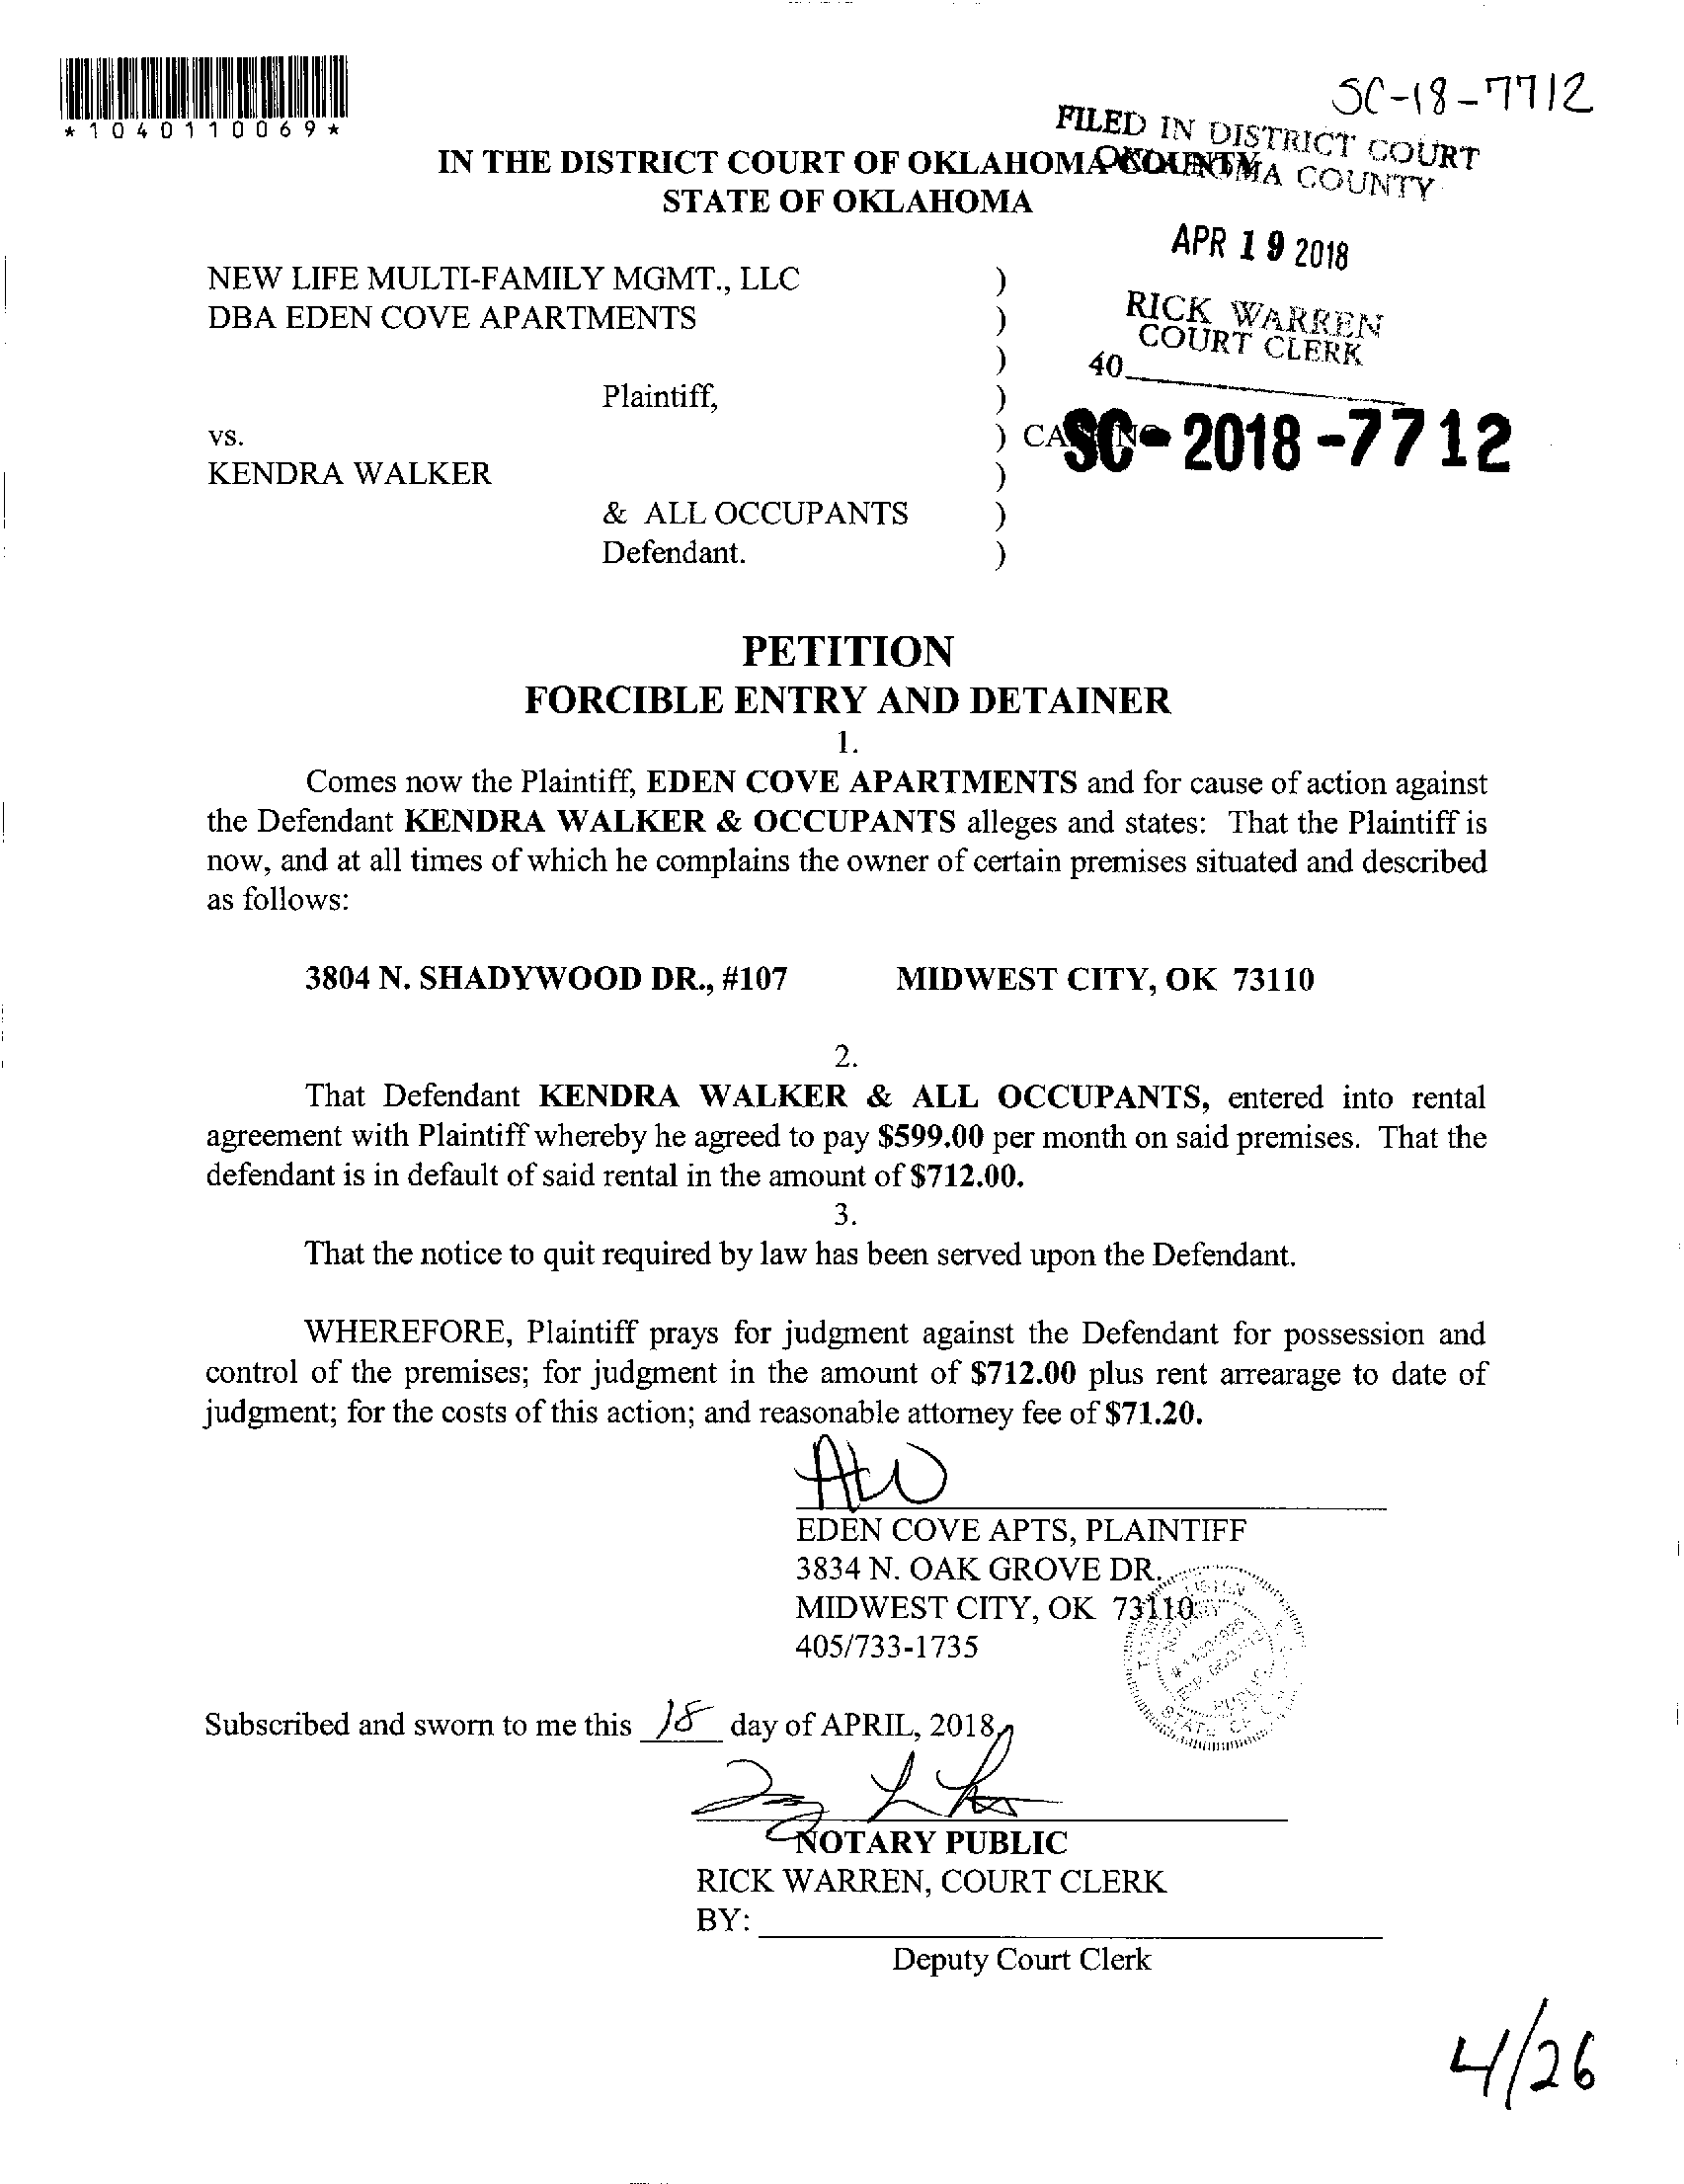 *1040110069*
SC-18-7712
FILED IN DISTRICT COURT
OKLAHOMA COUNTY
IN THE DISTRICT COURT OF OKLAHOMA COUNTY
STATE OF OKLAHOMA
APR 19 2018
RICK WARREN
COURT CLERK
40
NEW LIFE MULTI-FAMILY MGMT., LLC )
DBA EDEN COVE APARTMENTS )
)
Plaintiff, )
vs. ) CASE NO. SC-2018-7712
KENDRA WALKER )
& ALL OCCUPANTS )
Defendant. )
PETITION
FORCIBLE ENTRY AND DETAINER
1.
Comes now the Plaintiff, EDEN COVE APARTMENTS and for cause of action against
the Defendant KENDRA WALKER & OCCUPANTS alleges and states: That the Plaintiff is
now, and at all times of which he complains the owner of certain premises situated and described
as follows:
3804 N. SHADYWOOD DR., #107 MIDWEST CITY, OK 73110
2.
That Defendant KENDRA WALKER & ALL OCCUPANTS, entered into rental
agreement with Plaintiff whereby he agreed to pay $599.00 per month on said premises. That the
defendant is in default of said rental in the amount of $712.00.
3.
That the notice to quit required by law has been served upon the Defendant.
WHEREFORE, Plaintiff prays for judgment against the Defendant for possession and
control of the premises; for judgment in the amount of $712.00 plus rent arrearage to date of
judgment; for the costs of this action; and reasonable attorney fee of $71.20.
EDEN COVE APTS, PLAINTIFF
3834 N. OAK GROVE DR.
MIDWEST CITY, OK 73110
405/733-1735
Subscribed and sworn to me this 18 day of APRIL, 2018
NOTARY PUBLIC
RICK WARREN, COURT CLERK
BY:
Deputy Court Clerk
4/26